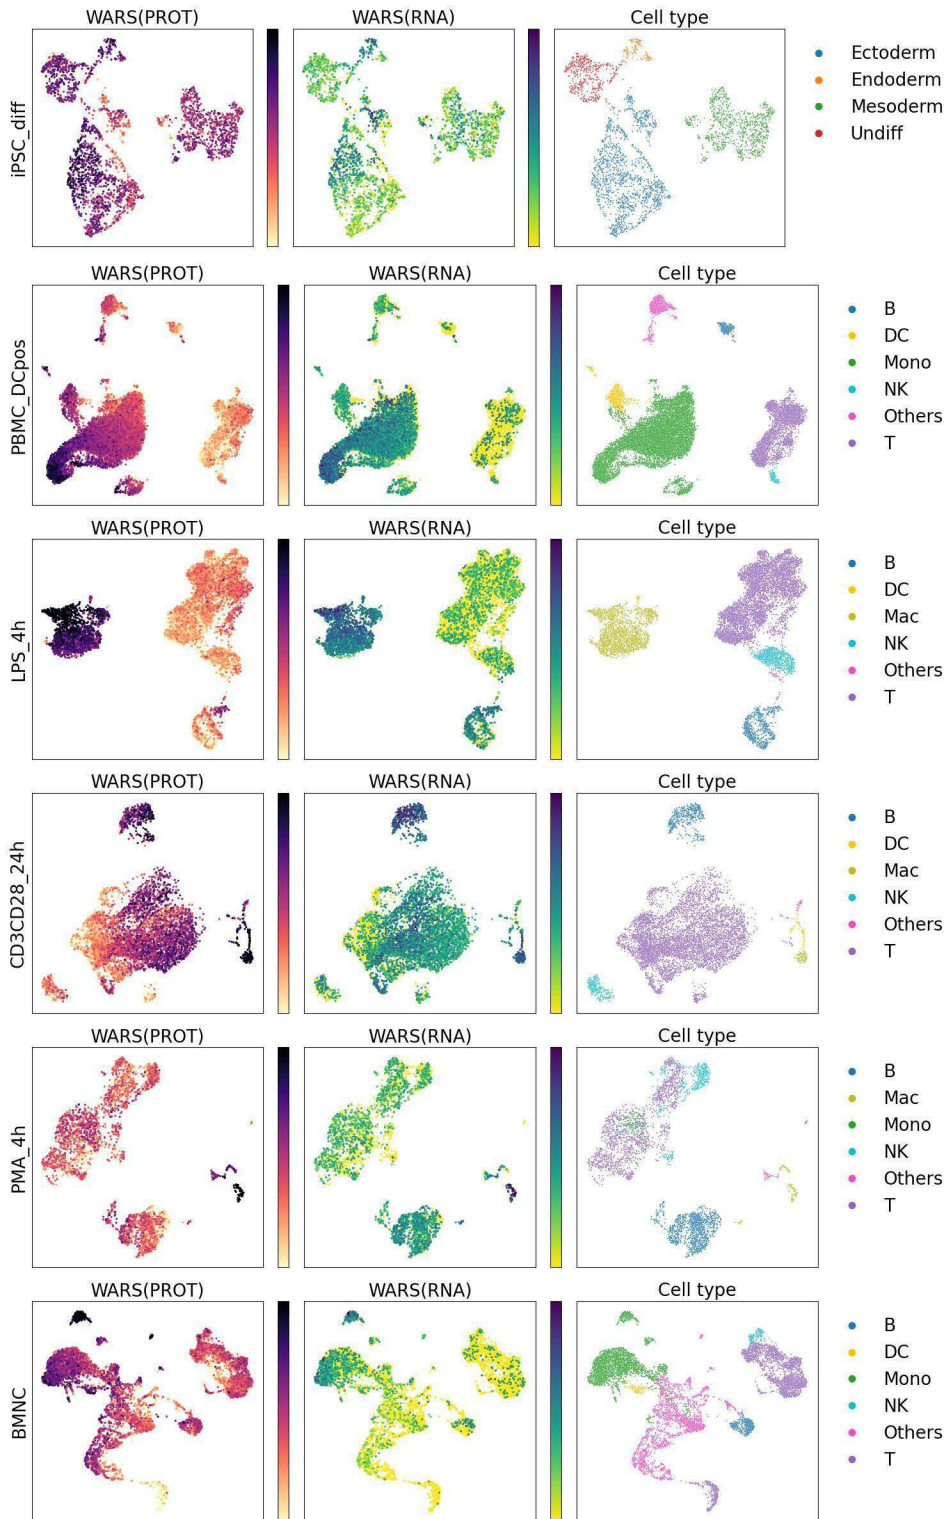 WARS(PROT) WARS(RNA) Cell type
iPSC_diff
Ectoderm
Endoderm
Mesoderm
Undiff
WARS(PROT) WARS(RNA) Cell type
PBMC_DCpos
B
DC
Mono
NK
Others
T
WARS(PROT) WARS(RNA) Cell type
LPS_4h
B
DC
Mac
NK
Others
T
WARS(PROT) WARS(RNA) Cell type
CD3CD28_24h
B
DC
Mac
NK
Others
T
WARS(PROT) WARS(RNA) Cell type
PMA_4h
B
Mac
Mono
NK
Others
T
WARS(PROT) WARS(RNA) Cell type
BMNC
B
DC
Mono
NK
Others
T